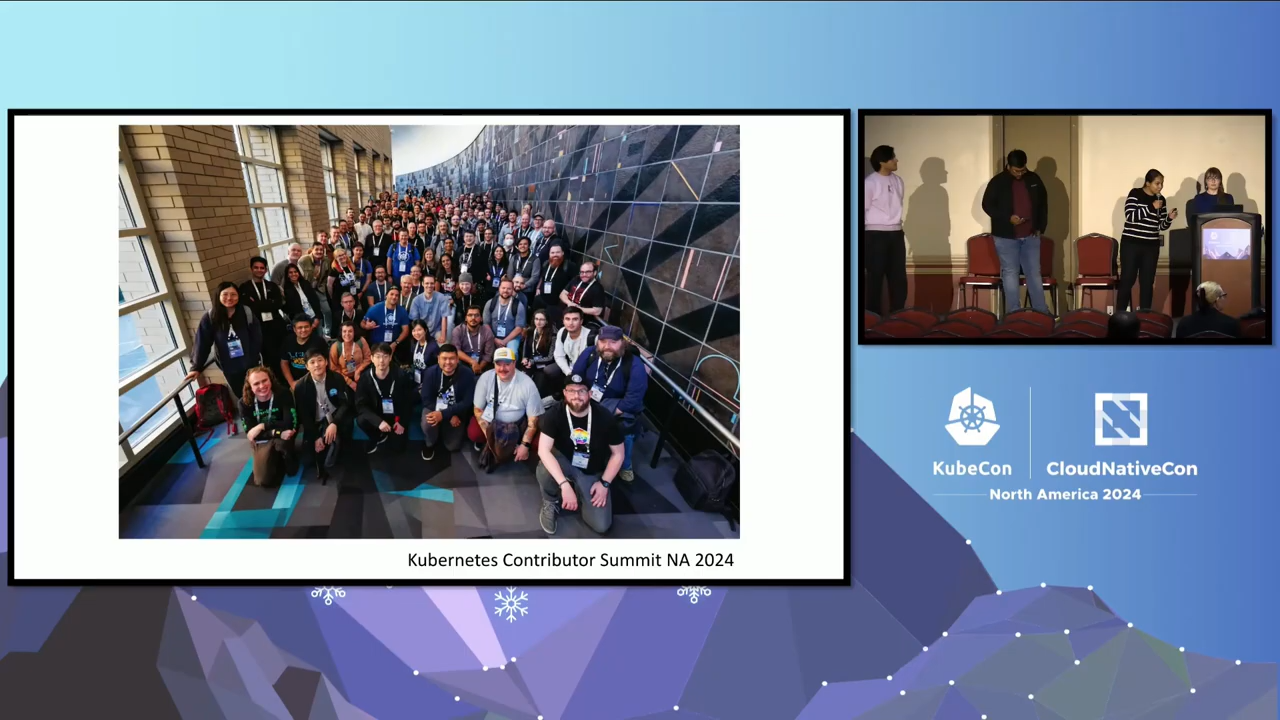 Kubernetes Contributor Summit NA 2024
KubeCon
CloudNativeCon
North America 2024